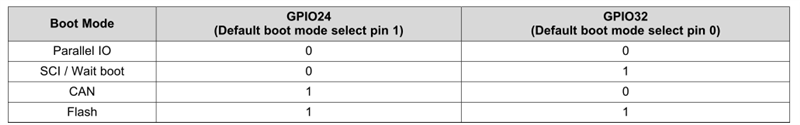 Boot Mode GPIO24 GPIO32
(Default boot mode select pin 1) (Default boot mode select pin 0)
Parallel IO 0 0
SCI / Wait boot 0 1
CAN 1 0
Flash 1 1